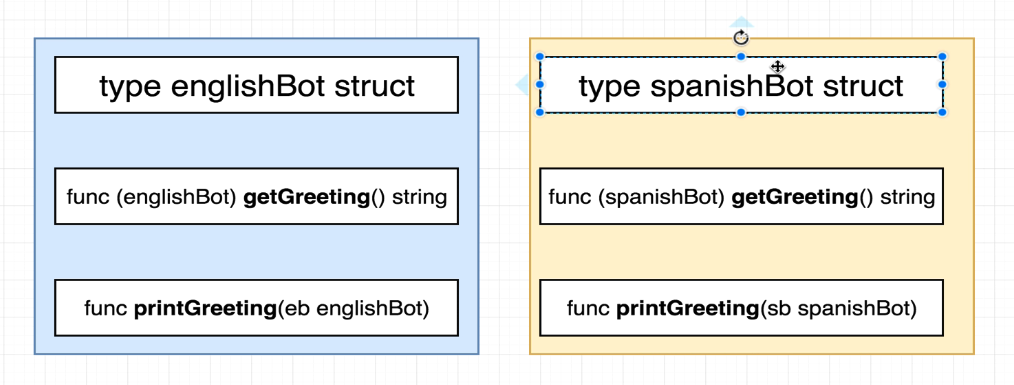 type englishBot struct
func (englishBot) getGreeting() string
func printGreeting(eb englishBot)
type spanishBot struct
func (spanishBot) getGreeting() string
func printGreeting(sb spanishBot)